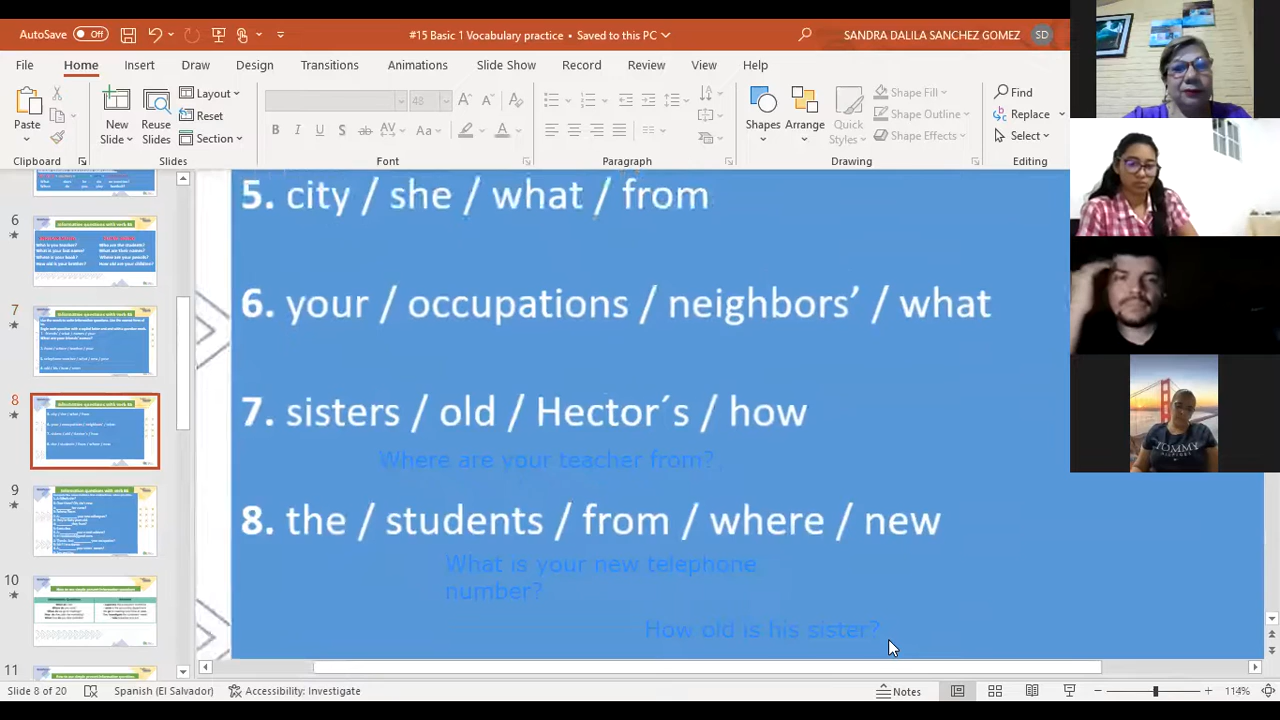 AutoSave Off #15 Basic 1 Vocabulary practice • Saved to this PC SANDRA DALILA SANCHEZ GOMEZ SD
File Home Insert Draw Design Transitions Animations Slide Show Record Review View Help
Paste
Clipboard
New Slide
Reuse Slides
Layout
Reset
Section
Slides
48
Font
Paragraph
Shapes
Arrange
Quick Styles
Shape Fill
Shape Outline
Shape Effects
Drawing
Find
Replace
Select
Editing
6
7
8
9
10
11
5. city / she / what / from
6. your / occupations / neighbors’ / what
7. sisters / old / Hector´s / how
Where are your teacher from?
8. the / students / from / where / new
What is your new telephone
number?
How old is his sister?
TOMMY
Slide 8 of 20 Spanish (El Salvador) Accessibility: Investigate Notes 114%